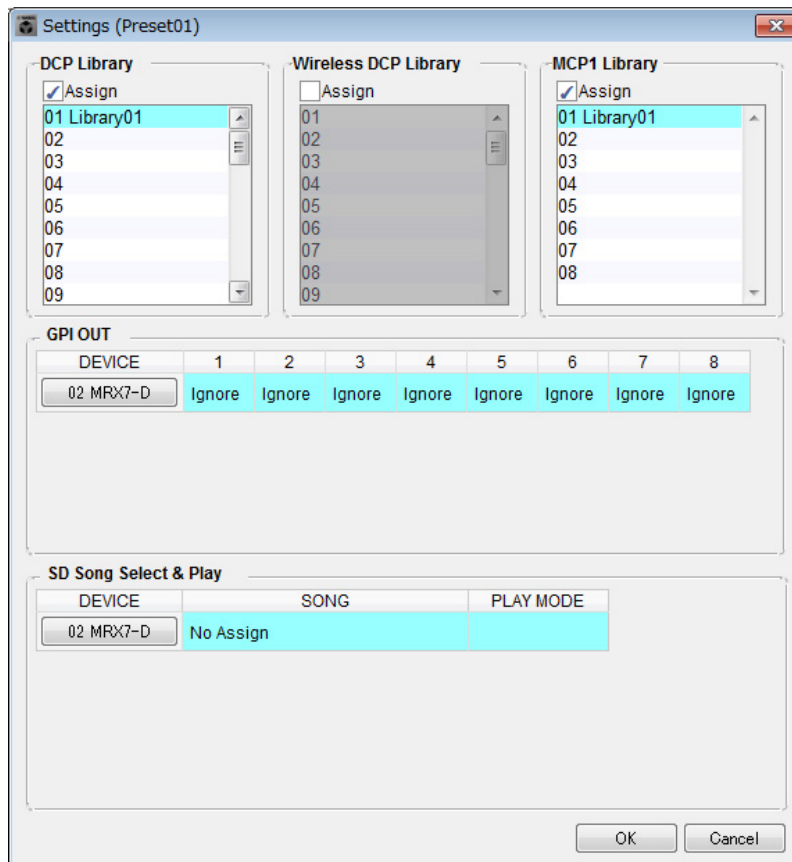 Settings (Preset01)
DCP Library
Assign
01 Library01
02
03
04
05
06
07
08
09
Wireless DCP Library
Assign
01
02
03
04
05
06
07
08
09
MCP1 Library
Assign
01 Library01
02
03
04
05
06
07
08
GPI OUT
DEVICE 1 2 3 4 5 6 7 8
02 MRX7-D Ignore Ignore Ignore Ignore Ignore Ignore Ignore Ignore
SD Song Select & Play
DEVICE SONG PLAY MODE
02 MRX7-D No Assign
OK Cancel